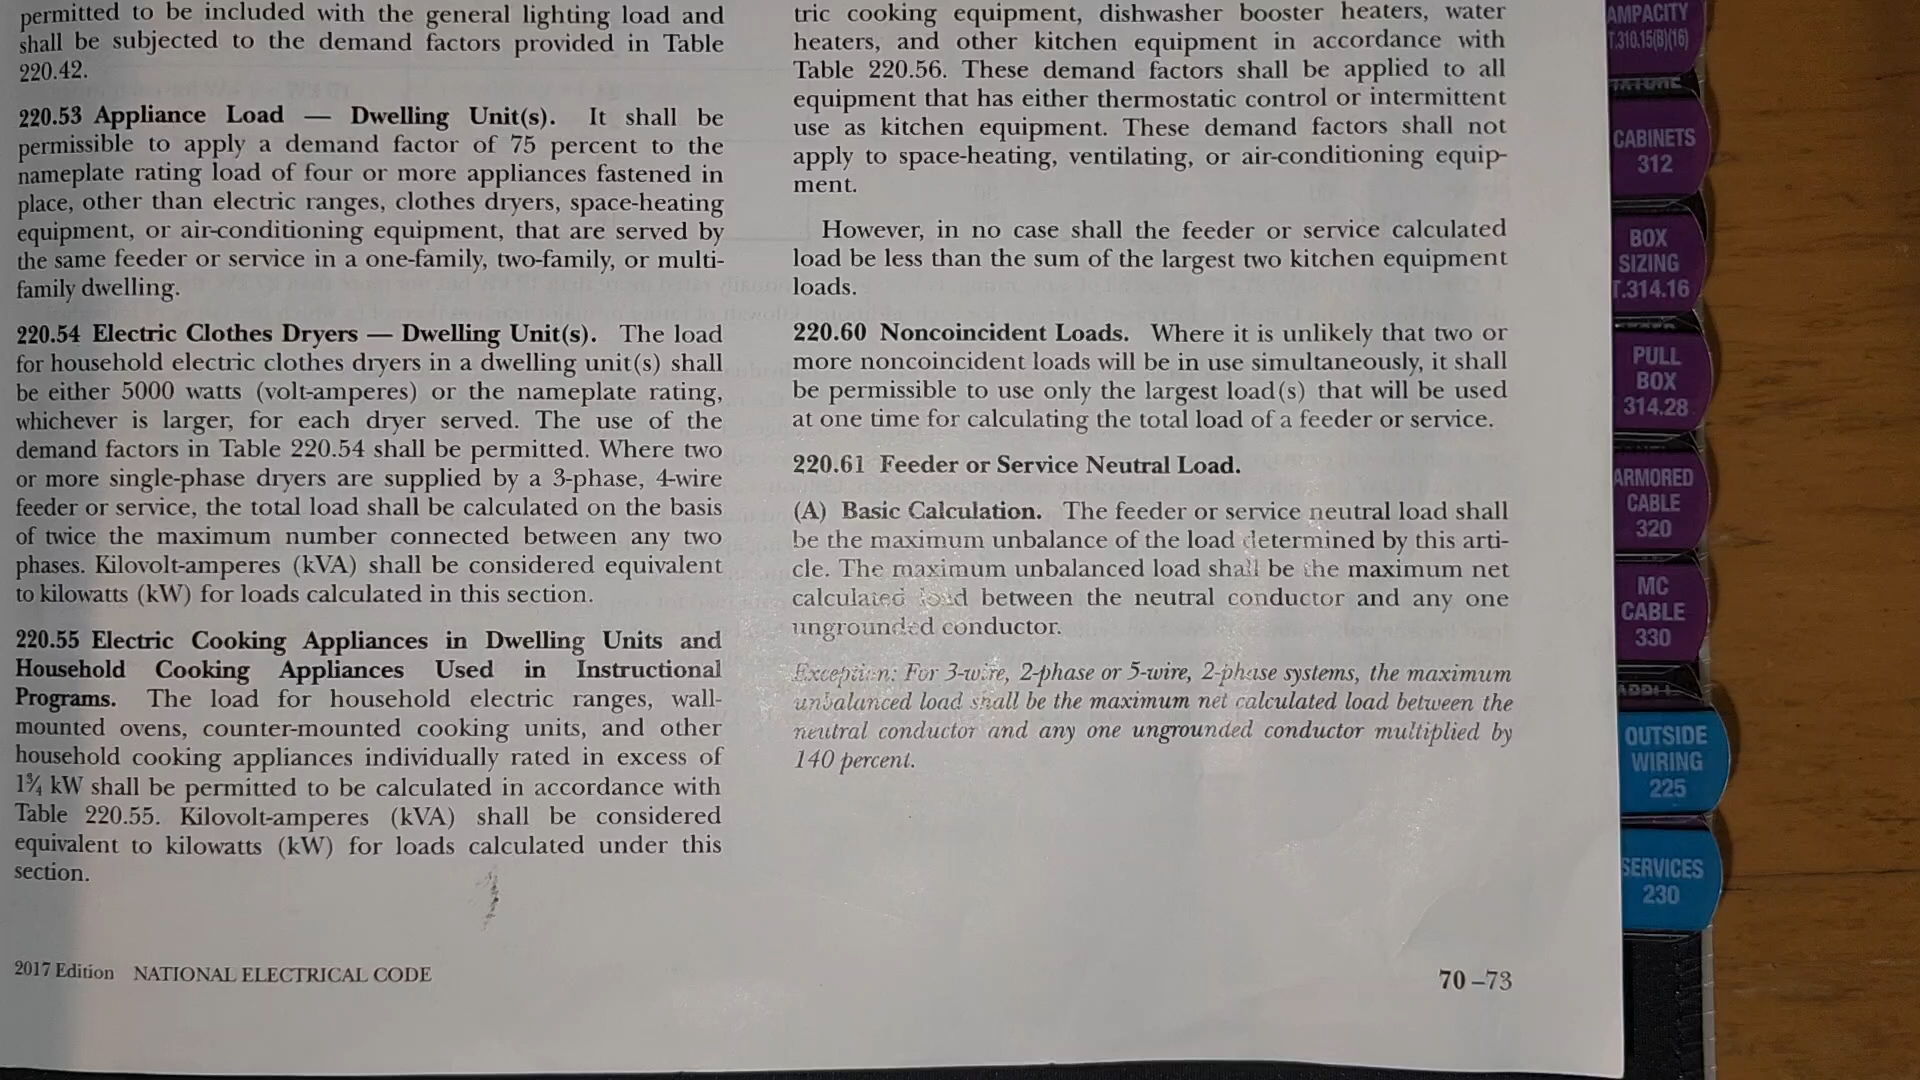 permitted to be included with the general lighting load and
shall be subjected to the demand factors provided in Table
220.42.
220.53 Appliance Load — Dwelling Unit(s). It shall be
permissible to apply a demand factor of 75 percent to the
nameplate rating load of four or more appliances fastened in
place, other than electric ranges, clothes dryers, space-heating
equipment, or air-conditioning equipment, that are served by
the same feeder or service in a one-family, two-family, or multi-
family dwelling.
220.54 Electric Clothes Dryers — Dwelling Unit(s). The load
for household electric clothes dryers in a dwelling unit(s) shall
be either 5000 watts (volt-amperes) or the nameplate rating,
whichever is larger, for each dryer served. The use of the
demand factors in Table 220.54 shall be permitted. Where two
or more single-phase dryers are supplied by a 3-phase, 4-wire
feeder or service, the total load shall be calculated on the basis
of twice the maximum number connected between any two
phases. Kilovolt-amperes (kVA) shall be considered equivalent
to kilowatts (kW) for loads calculated in this section.
220.55 Electric Cooking Appliances in Dwelling Units and
Household Cooking Appliances Used in Instructional
Programs. The load for household electric ranges, wall-
mounted ovens, counter-mounted cooking units, and other
household cooking appliances individually rated in excess of
1¾ kW shall be permitted to be calculated in accordance with
Table 220.55. Kilovolt-amperes (kVA) shall be considered
equivalent to kilowatts (kW) for loads calculated under this
section.
tric cooking equipment, dishwasher booster heaters, water
heaters, and other kitchen equipment in accordance with
Table 220.56. These demand factors shall be applied to all
equipment that has either thermostatic control or intermittent
use as kitchen equipment. These demand factors shall not
apply to space-heating, ventilating, or air-conditioning equip-
ment.
However, in no case shall the feeder or service calculated
load be less than the sum of the largest two kitchen equipment
loads.
220.60 Noncoincident Loads. Where it is unlikely that two or
more noncoincident loads will be in use simultaneously, it shall
be permissible to use only the largest load(s) that will be used
at one time for calculating the total load of a feeder or service.
220.61 Feeder or Service Neutral Load.
(A) Basic Calculation. The feeder or service neutral load shall
be the maximum unbalance of the load determined by this arti-
cle. The maximum unbalanced load shall be the maximum net
calculated load between the neutral conductor and any one
ungrounded conductor.
Exception: For 3-wire, 2-phase or 5-wire, 2-phase systems, the maximum
unbalanced load shall be the maximum net calculated load between the
neutral conductor and any one ungrounded conductor multiplied by
140 percent.
2017 Edition NATIONAL ELECTRICAL CODE
70–73
AMPACITY
T.310.15(B)(16)
CABINETS
312
BOX
SIZING
T.314.16
PULL
BOX
314.28
ARMORED
CABLE
320
MC
CABLE
330
OUTSIDE
WIRING
225
SERVICES
230